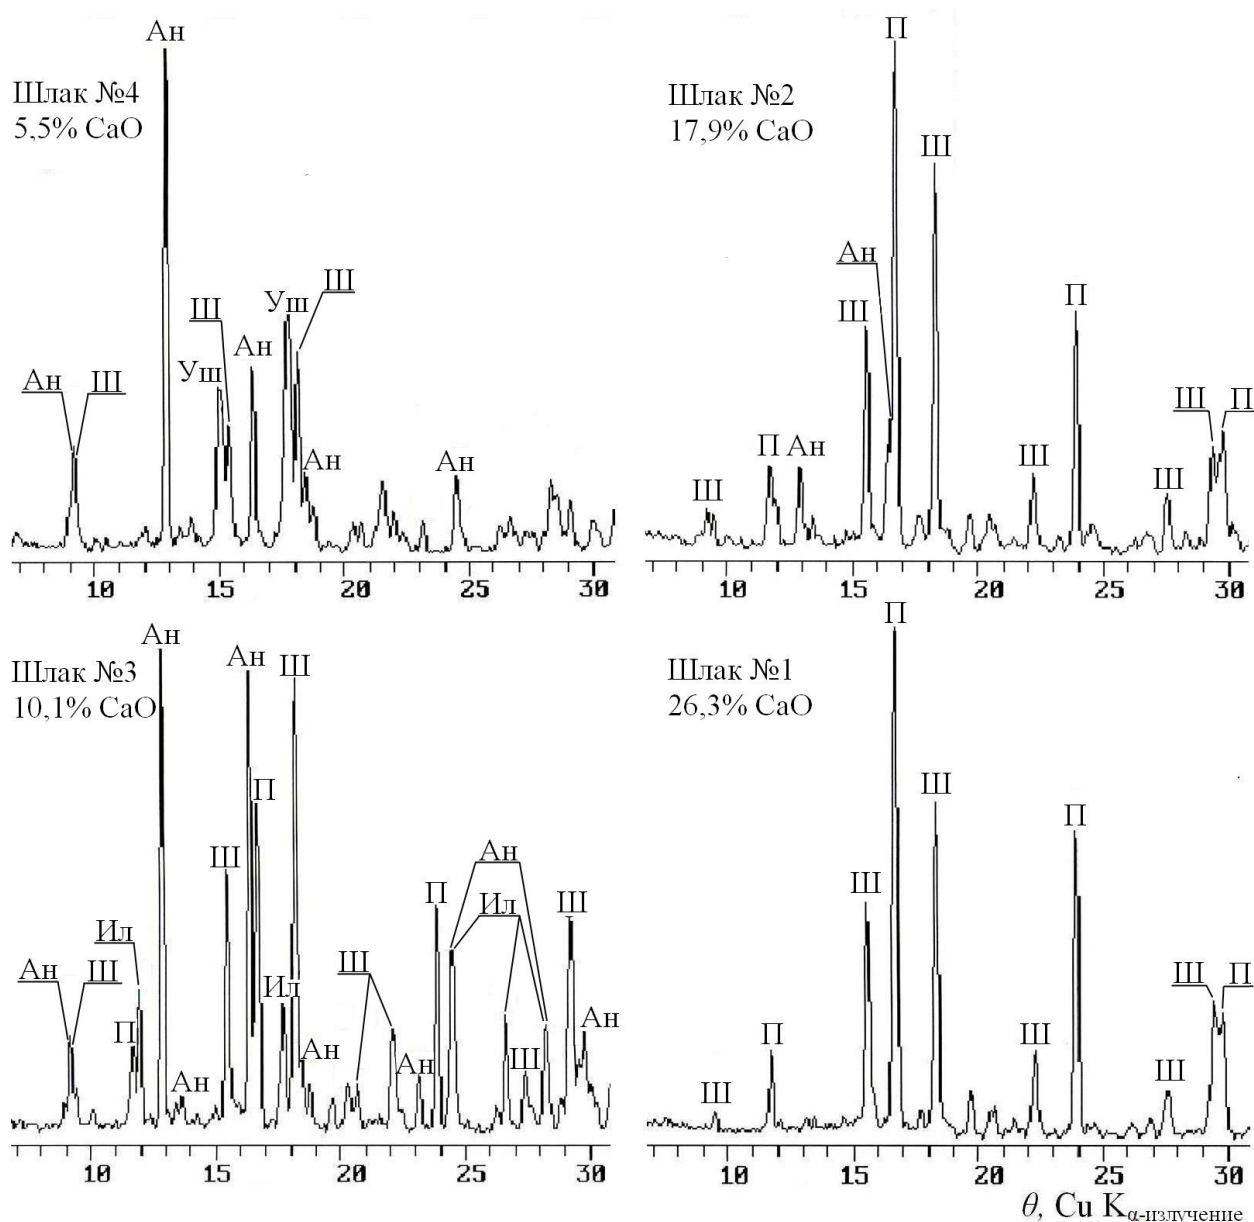 Ан
Шлак №4
5,5% CaO
Ш
Ш
Уш
Ан
Уш
Ан
Ш
Ан
Ан
10 15 20 25 30
П
Шлак №2
17,9% CaO
Ш
Ан
Ш
П
П
Ан
Ш
Ш
П
Ш
Ш
10 15 20 25 30
Ан
Шлак №3
10,1% CaO
Ан
Ш
П
Ш
Ан
П
Ил
Ш
Ил
Ан
Ш
Ш
П
Ил
Ан
Ан
Ан
Ш
Ан
10 15 20 25 30
П
Шлак №1
26,3% CaO
Ш
П
Ш
Ш
П
П
Ш
Ш
Ш
10 15 20 25 30
θ, Cu Kα-излучение